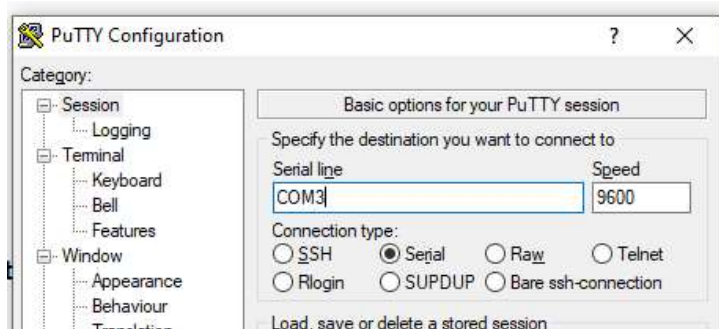 PuTTY Configuration ? ×
Category:
Session
Logging
Terminal
Keyboard
Bell
Features
Window
Appearance
Behaviour
Translation
Basic options for your PuTTY session
Specify the destination you want to connect to
Serial line Speed
COM3 9600
Connection type:
SSH Serial Raw Telnet
Rlogin SUPDUP Bare ssh-connection
Load, save or delete a stored session